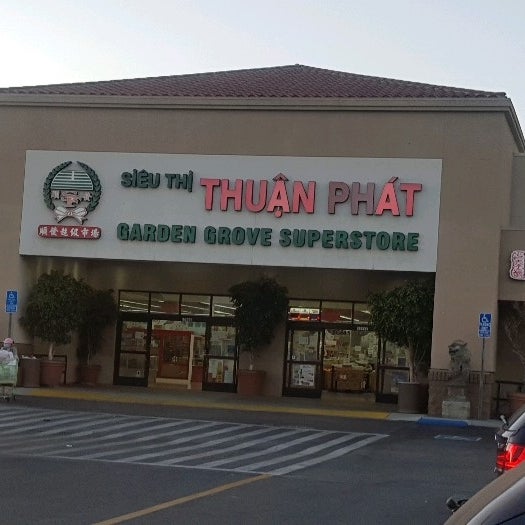 SIÊU THỊ THUẬN PHÁT
GARDEN GROVE SUPERSTORE
順發超級市場